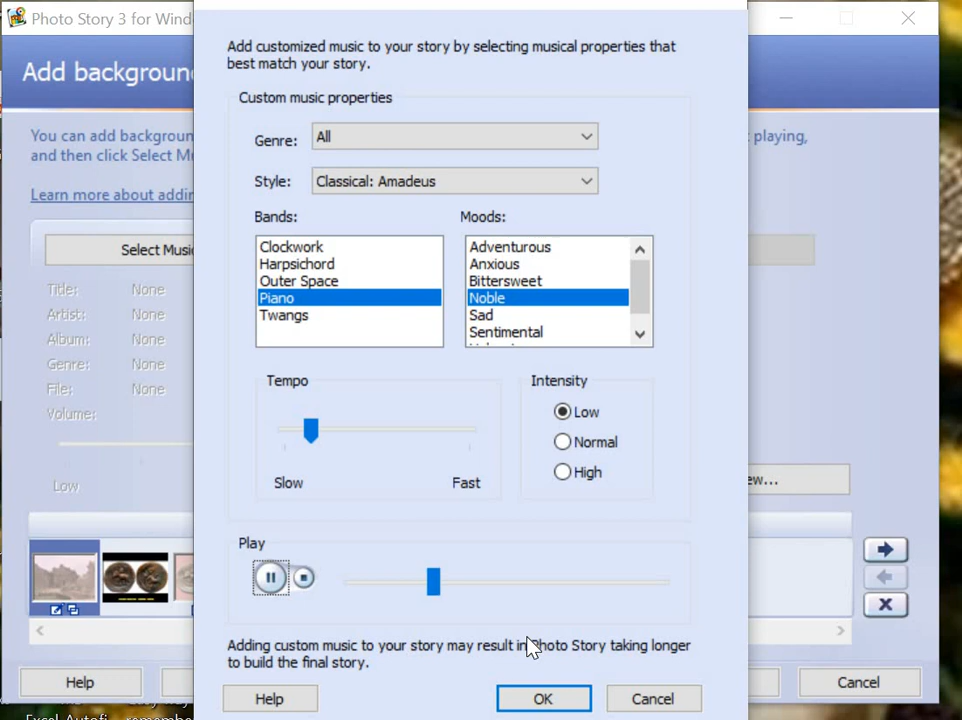 Photo Story 3 for Wind
Add backgroun
You can add backgroun
t playing,
and then click Select Mu
Learn more about addin
Select Musi
Title: None
Artist: None
Album: None
Genre: None
File: None
Volume:
Low
ew...
Help
Cancel
Add customized music to your story by selecting musical properties that
best match your story.
Custom music properties
Genre: All
Style: Classical: Amadeus
Bands:
Clockwork
Harpsichord
Outer Space
Piano
Twangs
Moods:
Adventurous
Anxious
Bittersweet
Noble
Sad
Sentimental
Tempo
Slow
Fast
Intensity
Low
Normal
High
Play
Adding custom music to your story may result in Photo Story taking longer
to build the final story.
Help
OK
Cancel